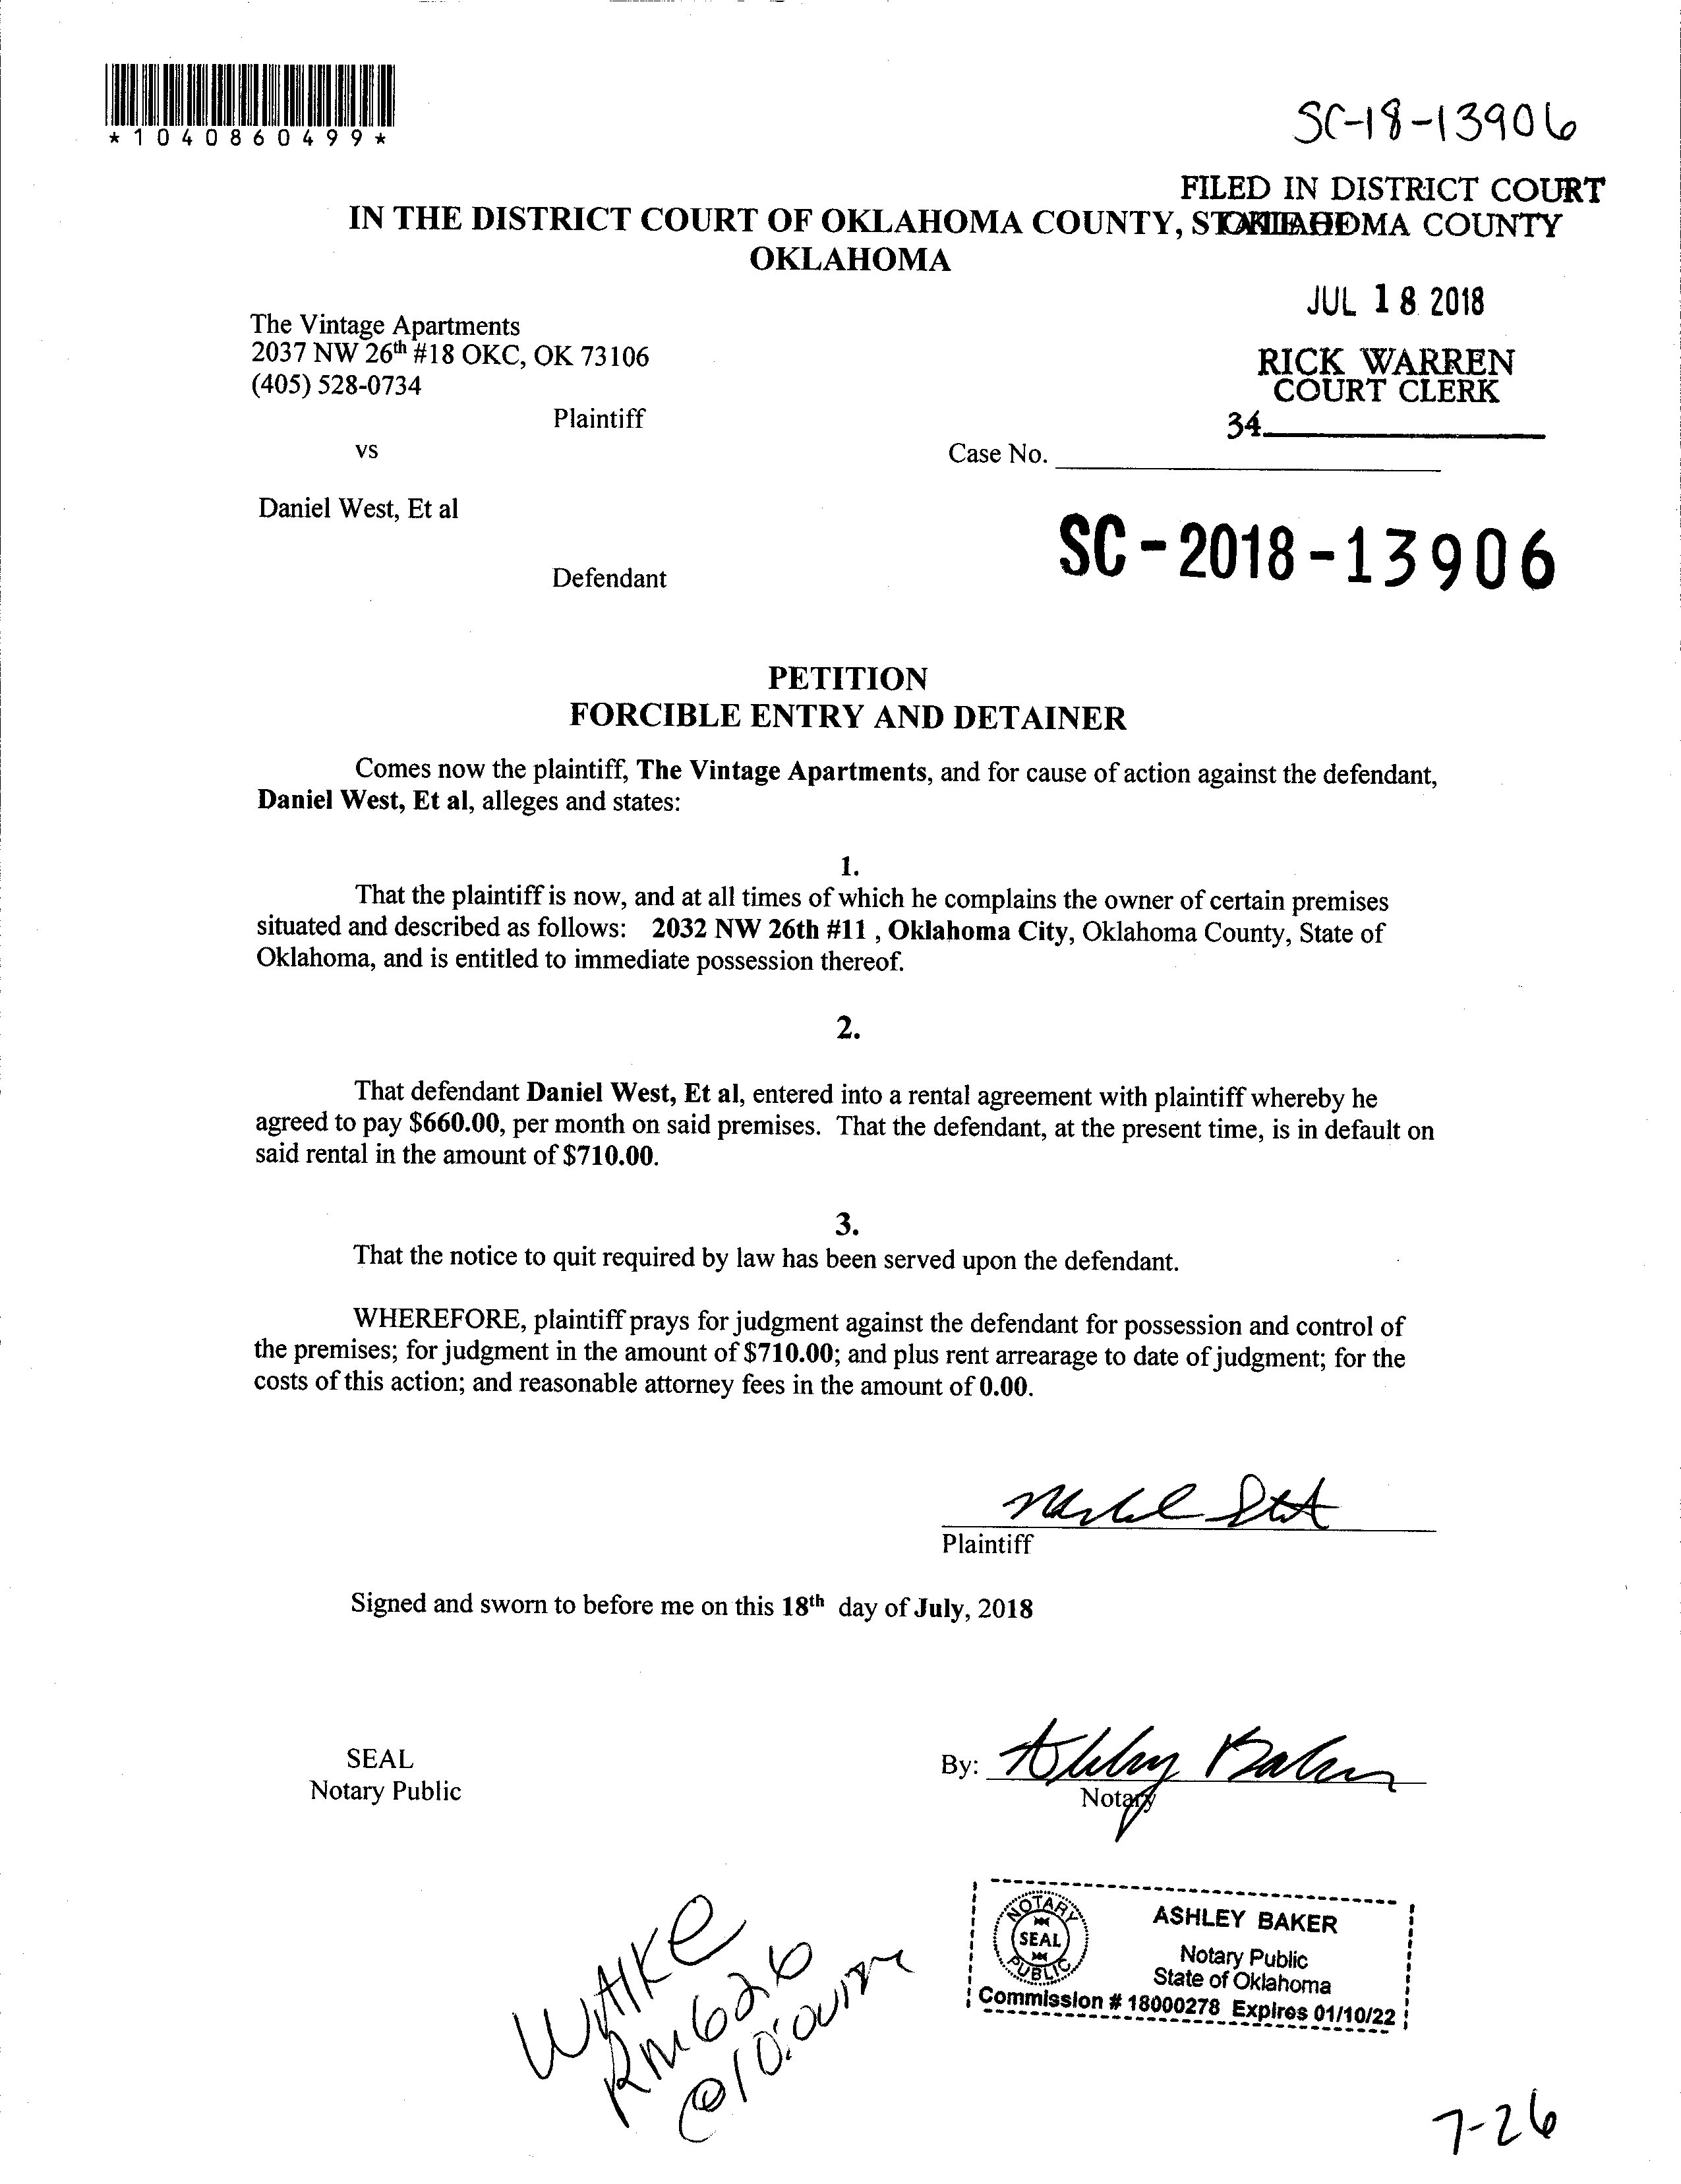 *1040860499*
SC-18-13906
FILED IN DISTRICT COURT
OKLAHOMA COUNTY
IN THE DISTRICT COURT OF OKLAHOMA COUNTY, STATE OF
OKLAHOMA
JUL 18 2018
The Vintage Apartments
2037 NW 26th #18 OKC, OK 73106
(405) 528-0734
RICK WARREN
COURT CLERK
34
Plaintiff
vs
Case No.
Daniel West, Et al
SC-2018-13906
Defendant
PETITION
FORCIBLE ENTRY AND DETAINER
Comes now the plaintiff, The Vintage Apartments, and for cause of action against the defendant,
Daniel West, Et al, alleges and states:
1.
That the plaintiff is now, and at all times of which he complains the owner of certain premises
situated and described as follows: 2032 NW 26th #11 , Oklahoma City, Oklahoma County, State of
Oklahoma, and is entitled to immediate possession thereof.
2.
That defendant Daniel West, Et al, entered into a rental agreement with plaintiff whereby he
agreed to pay $660.00, per month on said premises. That the defendant, at the present time, is in default on
said rental in the amount of $710.00.
3.
That the notice to quit required by law has been served upon the defendant.
WHEREFORE, plaintiff prays for judgment against the defendant for possession and control of
the premises; for judgment in the amount of $710.00; and plus rent arrearage to date of judgment; for the
costs of this action; and reasonable attorney fees in the amount of 0.00.
Plaintiff
Signed and sworn to before me on this 18th day of July, 2018
SEAL
Notary Public
By: Ashley Baker
Notary
NOTARY
SEAL
PUBLIC
ASHLEY BAKER
Notary Public
State of Oklahoma
Commission # 18000278 Expires 01/10/22
WAIKE
Rm 626
@10:00
7-26